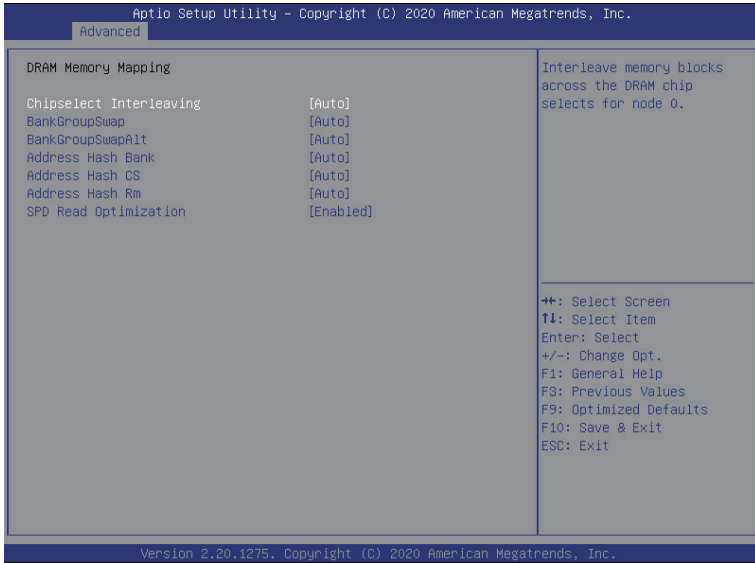 Aptio Setup Utility – Copyright (C) 2020 American Megatrends, Inc.
Advanced
DRAM Memory Mapping
Chipselect Interleaving [Auto]
BankGroupSwap [Auto]
BankGroupSwapAlt [Auto]
Address Hash Bank [Auto]
Address Hash CS [Auto]
Address Hash Rm [Auto]
SPD Read Optimization [Enabled]
Interleave memory blocks
across the DRAM chip
selects for node 0.
→←: Select Screen
↑↓: Select Item
Enter: Select
+/-: Change Opt.
F1: General Help
F3: Previous Values
F9: Optimized Defaults
F10: Save & Exit
ESC: Exit
Version 2.20.1275. Copyright (C) 2020 American Megatrends, Inc.